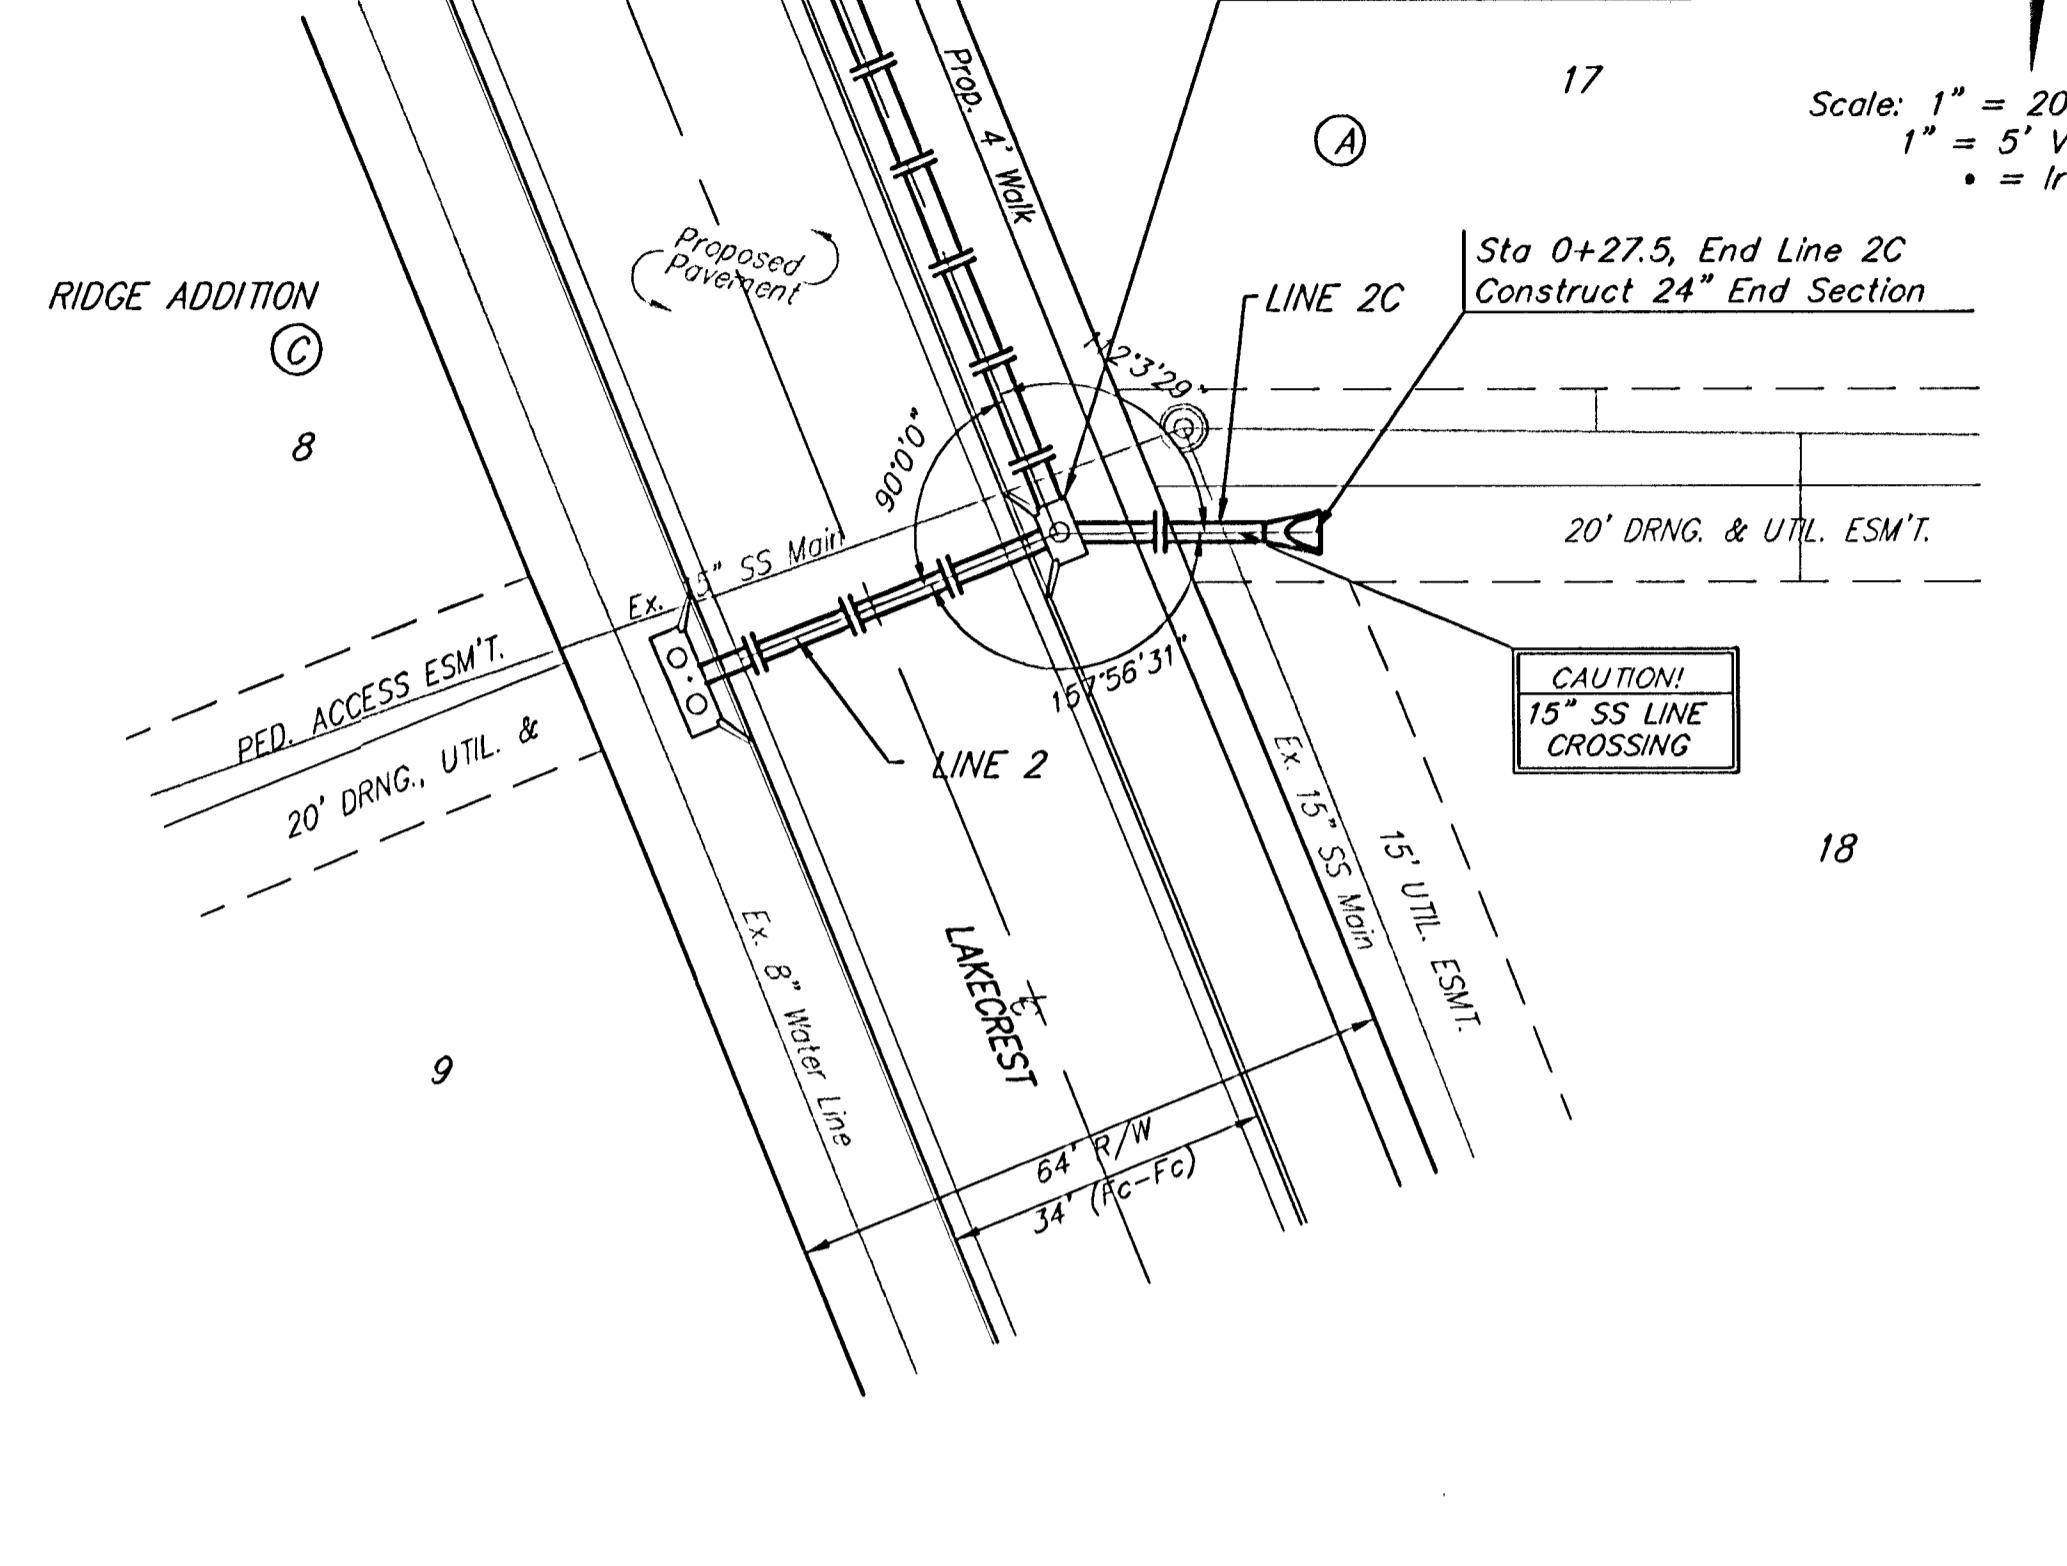 17
Scale: 1" = 20
1" = 5' V
• = Ir
Prop. 4' Walk
A
Proposed
Pavement
Sta 0+27.5, End Line 2C
Construct 24" End Section
LINE 2C
RIDGE ADDITION
C
8
112°3'29"
90°0'0"
Ex. 15" SS Main
20' DRNG. & UTIL. ESM'T.
157°56'31"
PED. ACCESS ESM'T.
20' DRNG., UTIL. &
LINE 2
CAUTION!
15" SS LINE
CROSSING
Ex. 15" SS Main
15' UTIL. ESMT.
18
Ex. 8" Water Line
LAKECREST
℄
9
64' R/W
34' (Fc-Fc)